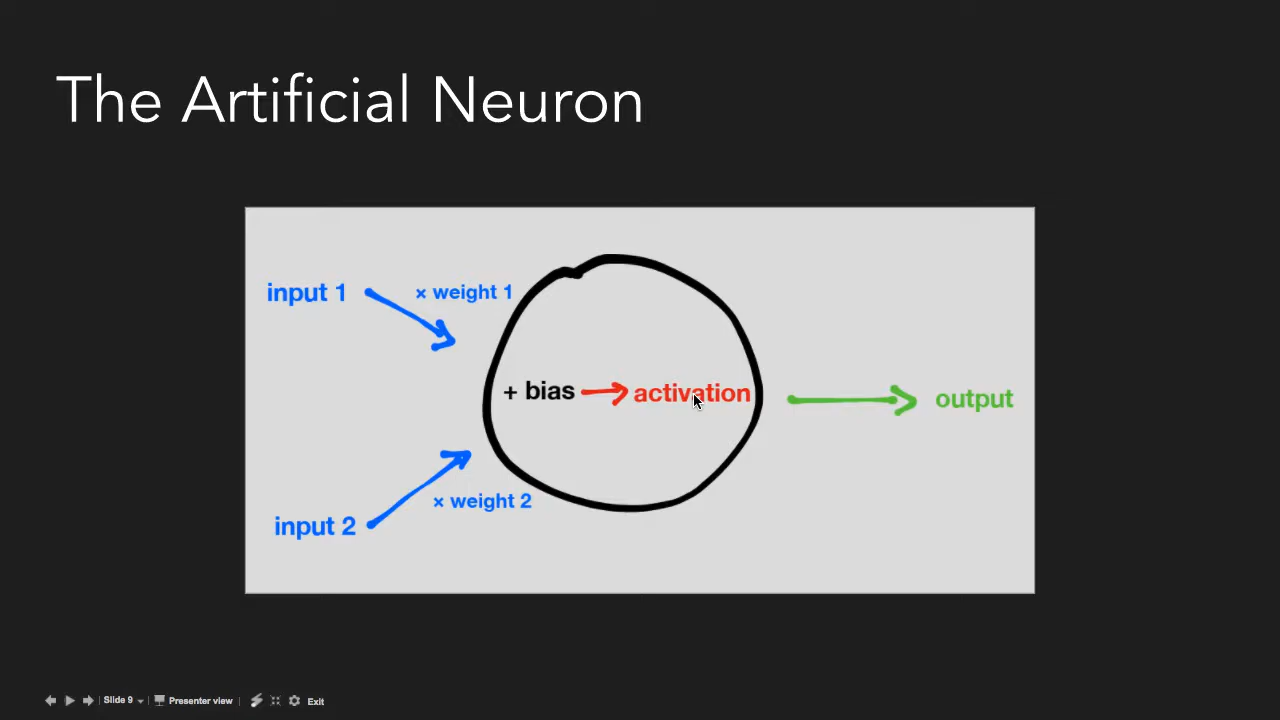 The Artificial Neuron
input 1
× weight 1
+ bias
activation
output
× weight 2
input 2
Slide 9
Presenter view
Exit